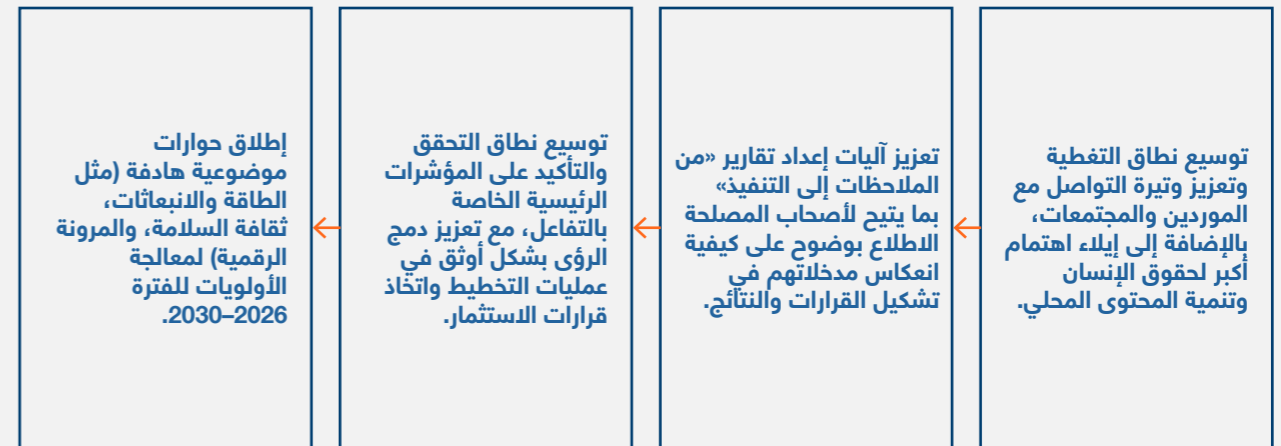 توسيع نطاق التغطية
وتعزيز وتيرة التواصل مع
الموردين والمجتمعات،
بالإضافة إلى إيلاء اهتمام
أكبر لحقوق الإنسان
وتنمية المحتوى المحلي.
تعزيز آليات إعداد تقارير «من
الملاحظات إلى التنفيذ»
بما يتيح لأصحاب المصلحة
الاطلاع بوضوح على كيفية
انعكاس مدخلاتهم في
تشكيل القرارات والنتائج.
توسيع نطاق التحقق
والتأكيد على المؤشرات
الرئيسية الخاصة
بالتفاعل، مع تعزيز دمج
الرؤى بشكل أوثق في
عمليات التخطيط واتخاذ
قرارات الاستثمار.
إطلاق حوارات
موضوعية هادفة (مثل
الطاقة والانبعاثات،
ثقافة السلامة، والمرونة
الرقمية) لمعالجة
الأولويات للفترة
2026–2030.